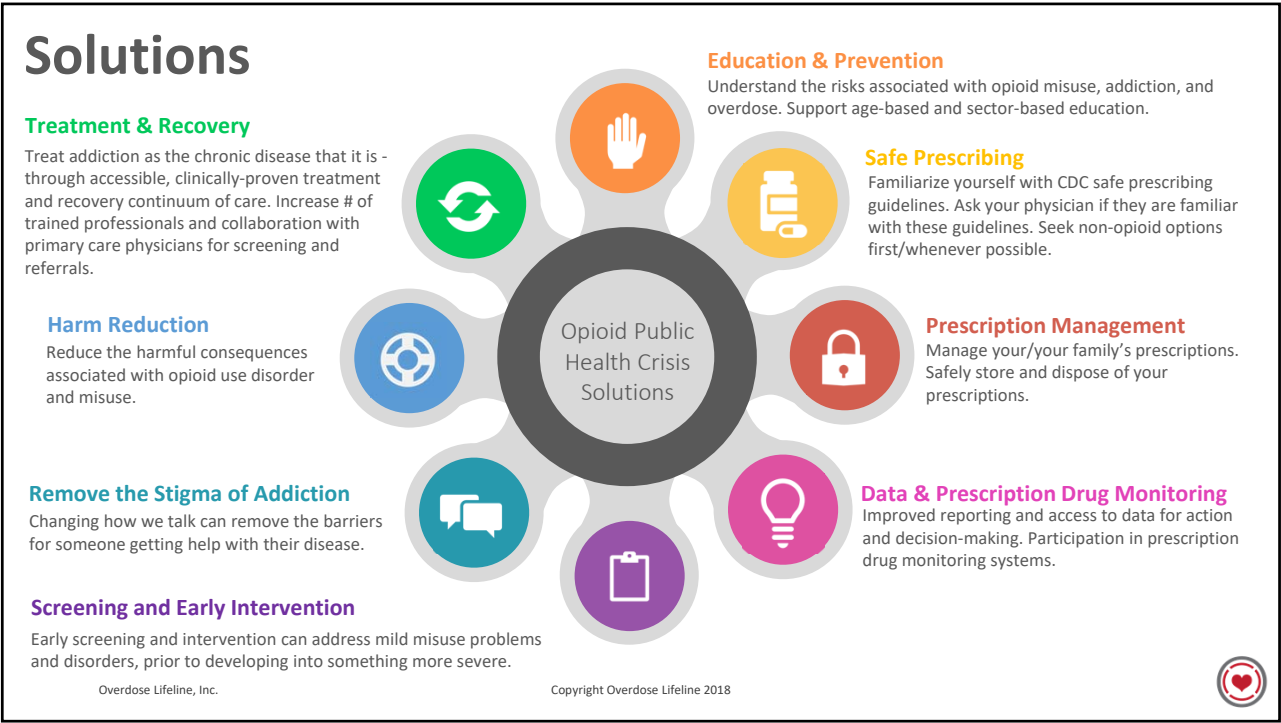 Solutions
Education & Prevention
Understand the risks associated with opioid misuse, addiction, and
overdose. Support age-based and sector-based education.
Treatment & Recovery
Treat addiction as the chronic disease that it is -
through accessible, clinically-proven treatment
and recovery continuum of care. Increase # of
trained professionals and collaboration with
primary care physicians for screening and
referrals.
Safe Prescribing
Familiarize yourself with CDC safe prescribing
guidelines. Ask your physician if they are familiar
with these guidelines. Seek non-opioid options
first/whenever possible.
Harm Reduction
Reduce the harmful consequences
associated with opioid use disorder
and misuse.
Opioid Public
Health Crisis
Solutions
Prescription Management
Manage your/your family’s prescriptions.
Safely store and dispose of your
prescriptions.
Remove the Stigma of Addiction
Changing how we talk can remove the barriers
for someone getting help with their disease.
Data & Prescription Drug Monitoring
Improved reporting and access to data for action
and decision-making. Participation in prescription
drug monitoring systems.
Screening and Early Intervention
Early screening and intervention can address mild misuse problems
and disorders, prior to developing into something more severe.
Overdose Lifeline, Inc.
Copyright Overdose Lifeline 2018